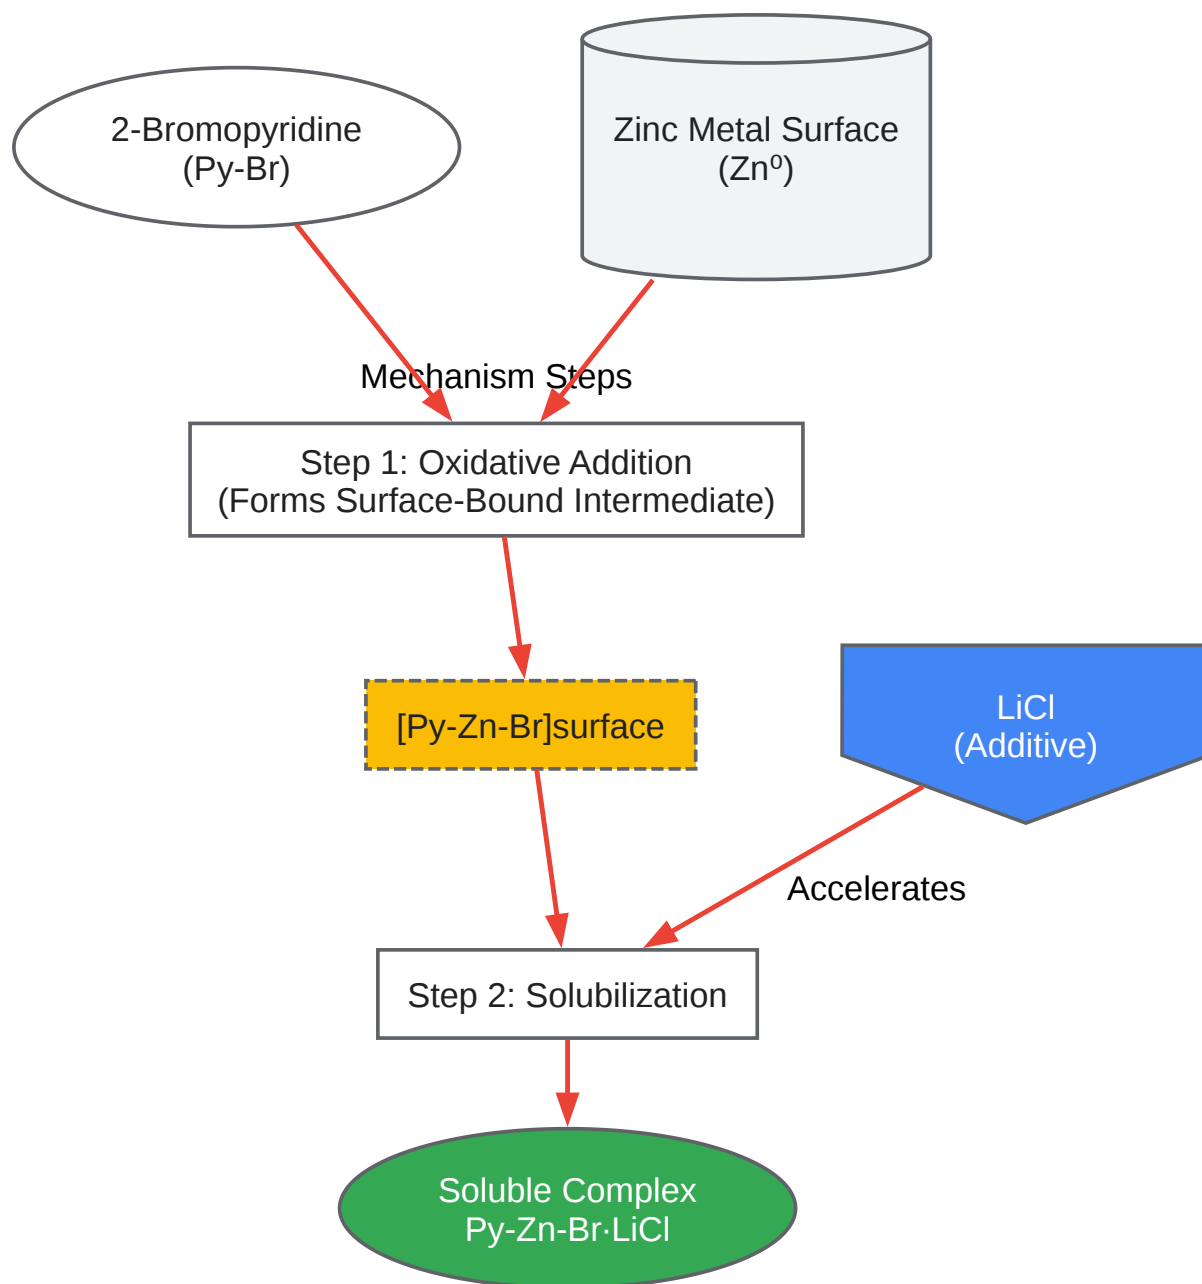 2-Bromopyridine
(Py-Br)
Zinc Metal Surface
(Zn⁰)
Mechanism Steps
Step 1: Oxidative Addition
(Forms Surface-Bound Intermediate)
[Py-Zn-Br]surface
LiCl
(Additive)
Accelerates
Step 2: Solubilization
Soluble Complex
Py-Zn-Br·LiCl